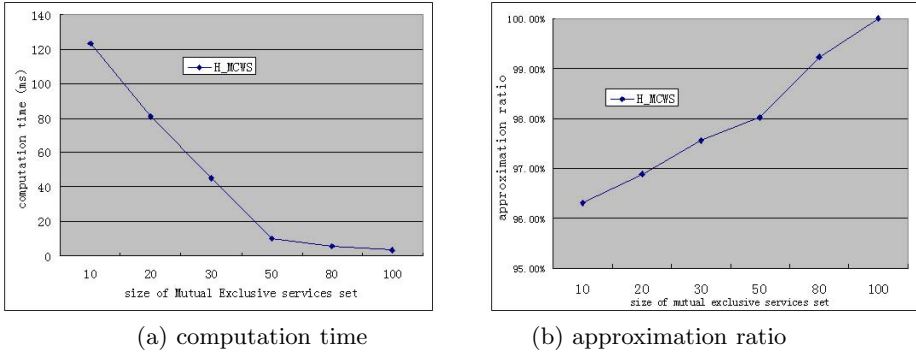 140
120
100
80
60
40
20
0
computation time (ms)
H_MCWS
10 20 30 50 80 100
size of Mutual Exclusive services set
(a) computation time
100.00%
99.00%
98.00%
97.00%
96.00%
95.00%
approximation ratio
H_MCWS
10 20 30 50 80 100
size of mutual exclusive services set
(b) approximation ratio